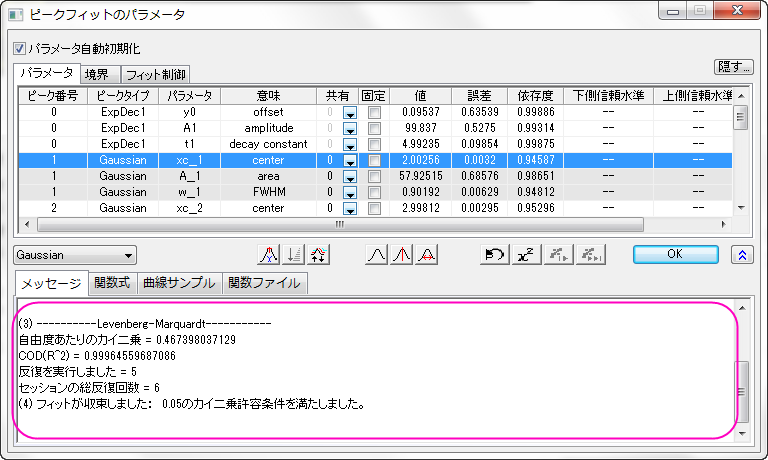 ピークフィットのパラメータ
パラメータ自動初期化
隠す...
パラメータ 境界 フィット制御
ピーク番号 ピークタイプ パラメータ 意味 共有 固定 値 誤差 依存度 下側信頼水準 上側信頼水準
0 ExpDec1 y0 offset 0 0.09537 0.63539 0.99886 -- --
0 ExpDec1 A1 amplitude 0 99.837 0.5275 0.99314 -- --
0 ExpDec1 t1 decay constant 0 4.99235 0.09854 0.99875 -- --
1 Gaussian xc_1 center 0 2.00256 0.0032 0.94587 -- --
1 Gaussian A_1 area 0 57.92515 0.68576 0.98651 -- --
1 Gaussian w_1 FWHM 0 0.90192 0.00629 0.94812 -- --
2 Gaussian xc_2 center 0 2.99812 0.00295 0.95296 -- --
Gaussian
OK
メッセージ 関数式 曲線サンプル 関数ファイル
(3) ----------Levenberg-Marquardt-----------
自由度あたりのカイ二乗 = 0.467398037129
COD(R^2) = 0.99964559687086
反復を実行しました = 5
セッションの総反復回数 = 6
(4) フィットが収束しました： 0.05のカイ二乗許容条件を満たしました。